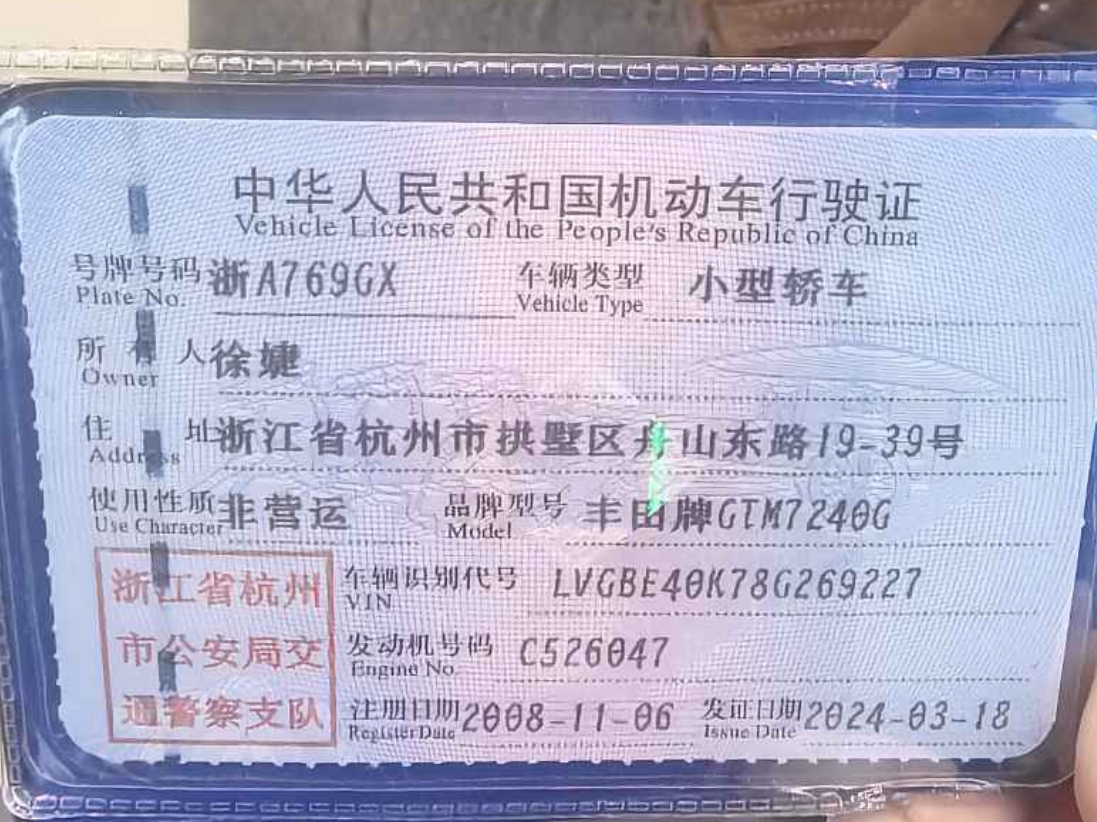 中华人民共和国机动车行驶证
Vehicle License of the People's Republic of China
号牌号码 浙A769GX 车辆类型 小型轿车
Plate No. Vehicle Type
所有人 徐婕
Owner
住址 浙江省杭州市拱墅区舟山东路19-39号
Address
使用性质 非营运 品牌型号 丰田牌GTM7240G
Use Character Model
浙江省杭州 车辆识别代号 LVGBE40K78G269227
VIN
市公安局交 发动机号码 C526047
Engine No.
通警察支队 注册日期 2008-11-06 发证日期 2024-03-18
Register Date Issue Date